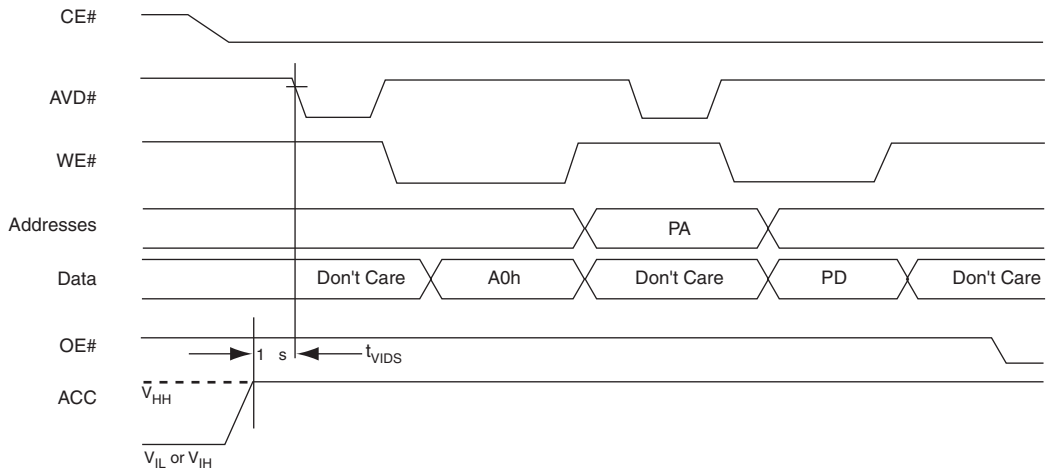 CE#
AVD#
WE#
Addresses
PA
Data
Don't Care
A0h
Don't Care
PD
Don't Care
OE#
1 s
tVIDS
ACC
VHH
VIL or VIH